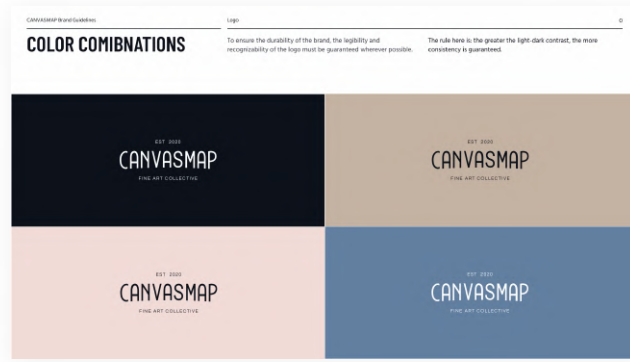 CANVASMAP Brand Guidelines
Logo
COLOR COMIBNATIONS
To ensure the durability of the brand, the legibility and
recognizability of the logo must be guaranteed wherever possible.
The rule here is: the greater the light-dark contrast, the more
consistency is guaranteed.
EST 2020
CANVASMAP
FINE ART COLLECTIVE
EST 2020
CANVASMAP
FINE ART COLLECTIVE
EST 2020
CANVASMAP
FINE ART COLLECTIVE
EST 2020
CANVASMAP
FINE ART COLLECTIVE